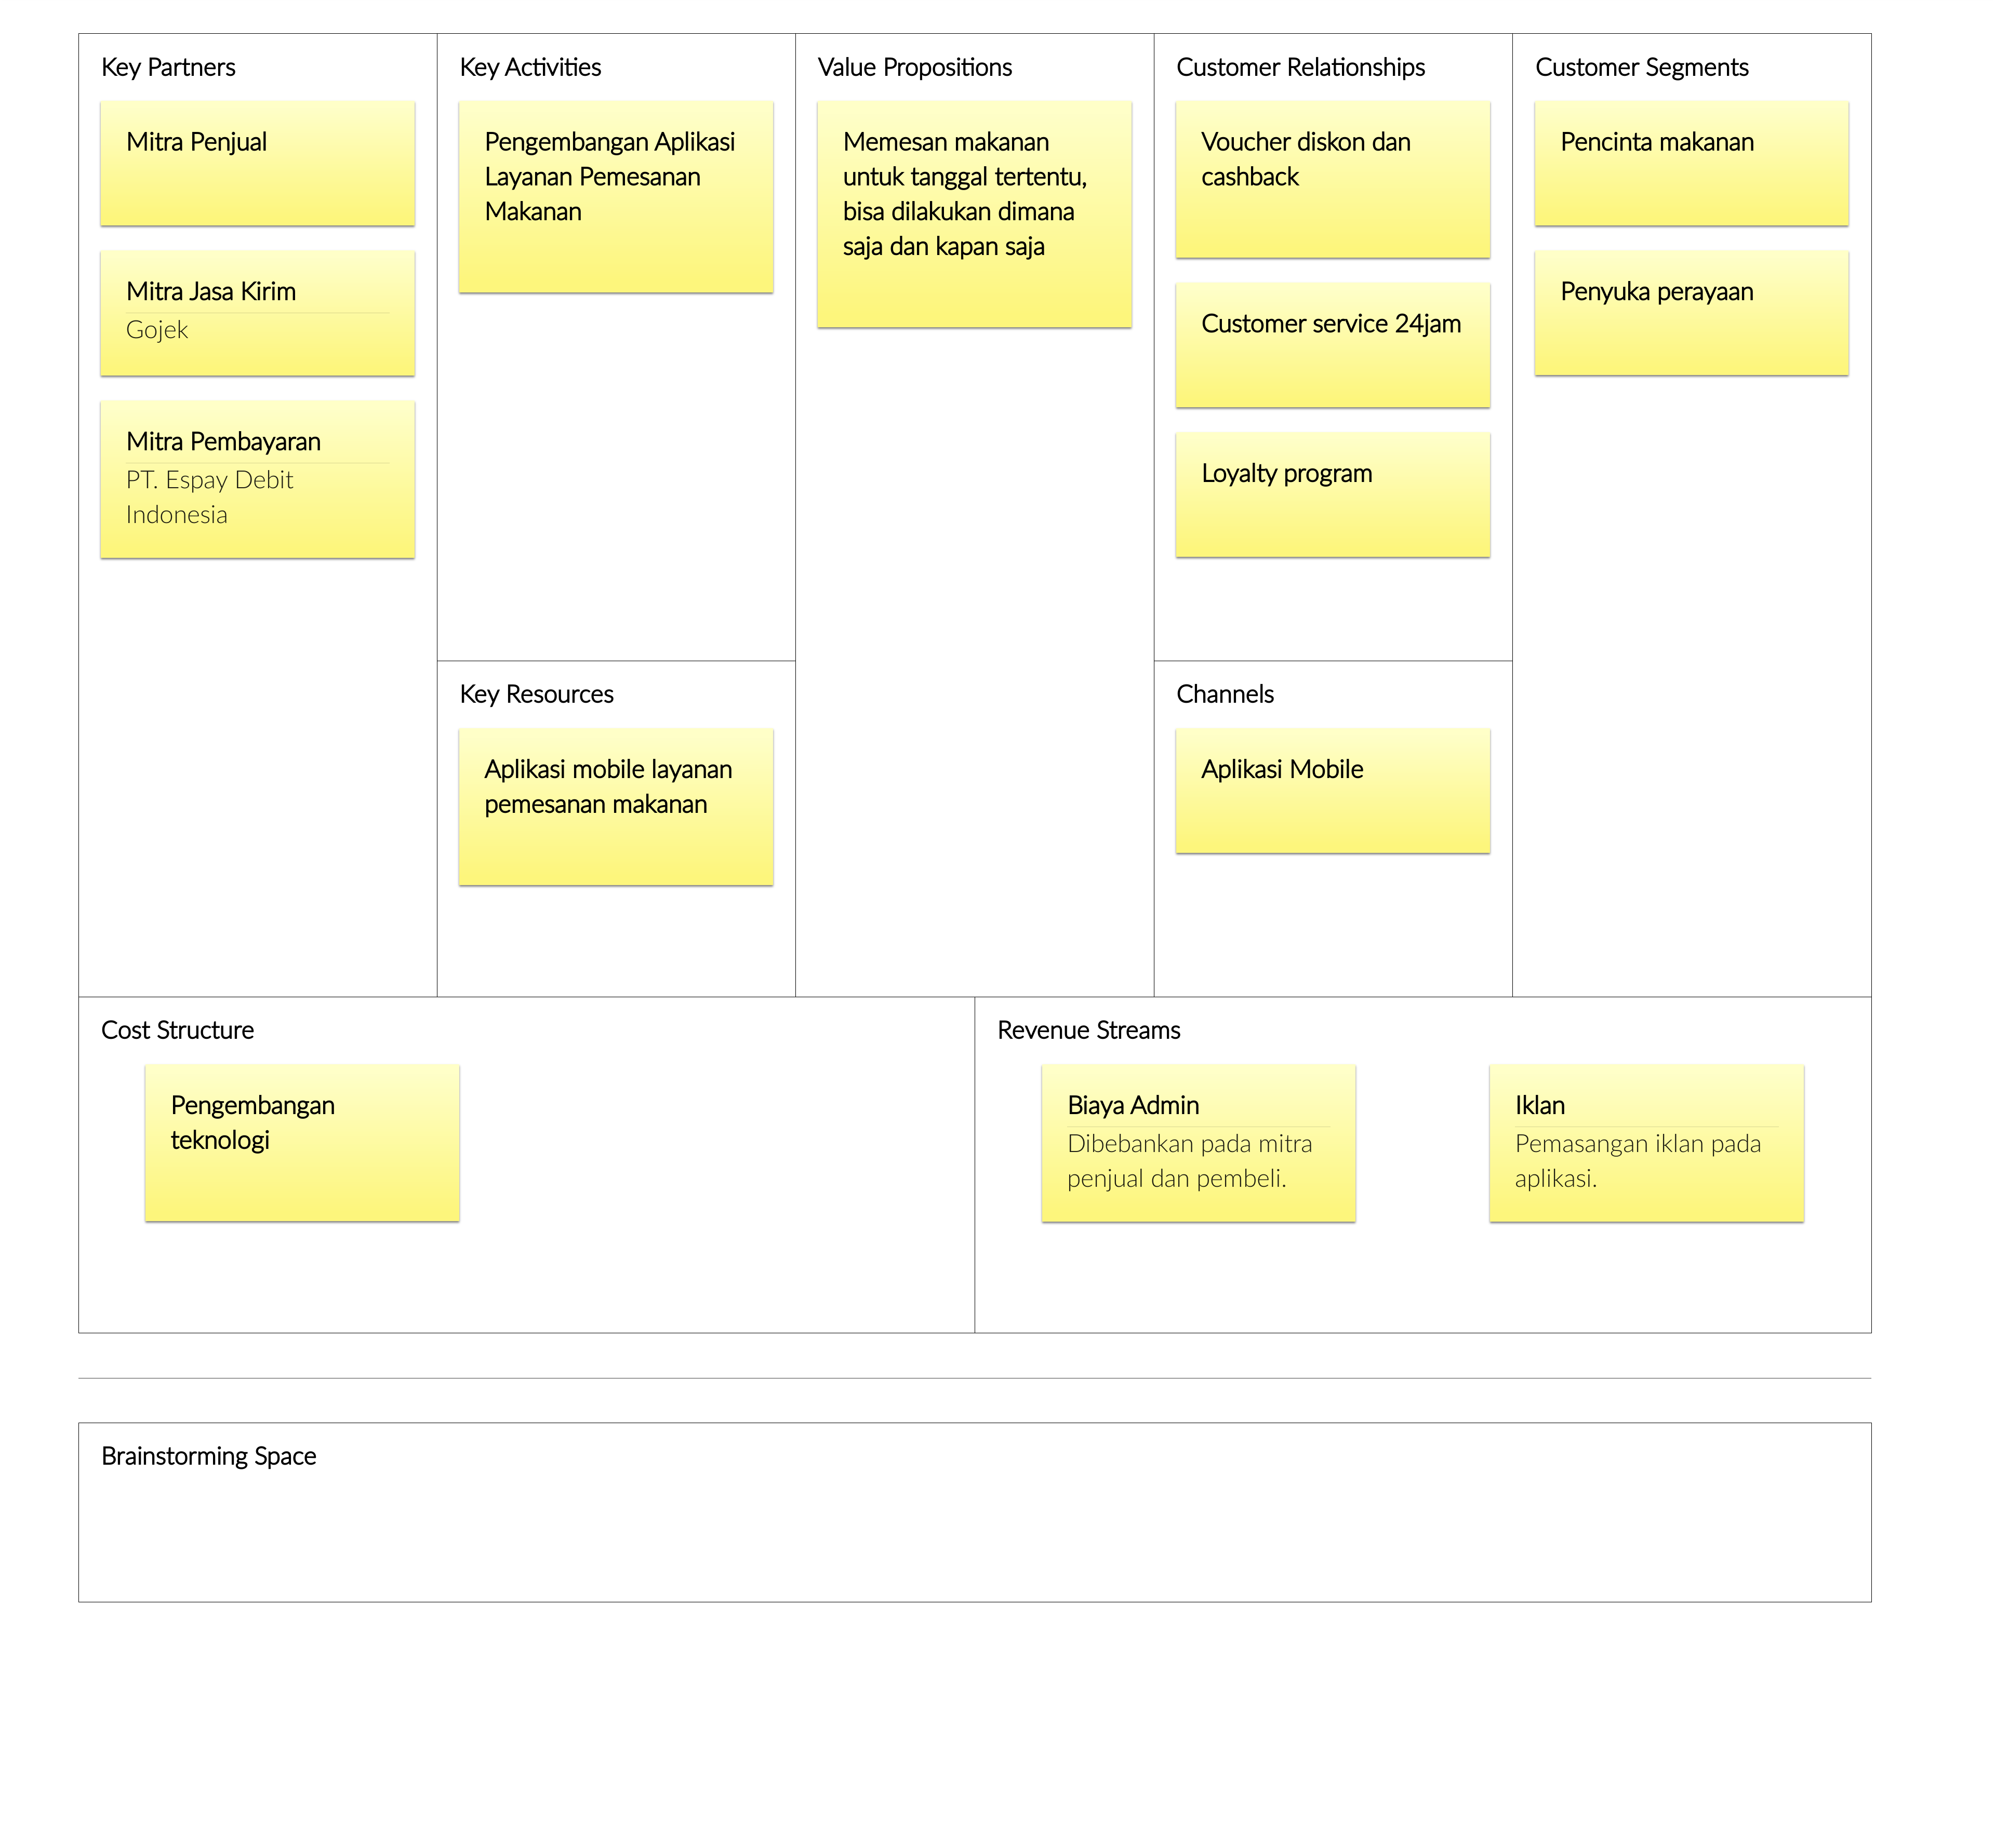 Key Partners
Mitra Penjual
Mitra Jasa Kirim
Gojek
Mitra Pembayaran
PT. Espay Debit
Indonesia
Key Activities
Pengembangan Aplikasi
Layanan Pemesanan
Makanan
Key Resources
Aplikasi mobile layanan
pemesanan makanan
Value Propositions
Memesan makanan
untuk tanggal tertentu,
bisa dilakukan dimana
saja dan kapan saja
Customer Relationships
Voucher diskon dan
cashback
Customer service 24jam
Loyalty program
Channels
Aplikasi Mobile
Customer Segments
Pencinta makanan
Penyuka perayaan
Cost Structure
Pengembangan
teknologi
Revenue Streams
Biaya Admin
Dibebankan pada mitra
penjual dan pembeli.
Iklan
Pemasangan iklan pada
aplikasi.
Brainstorming Space